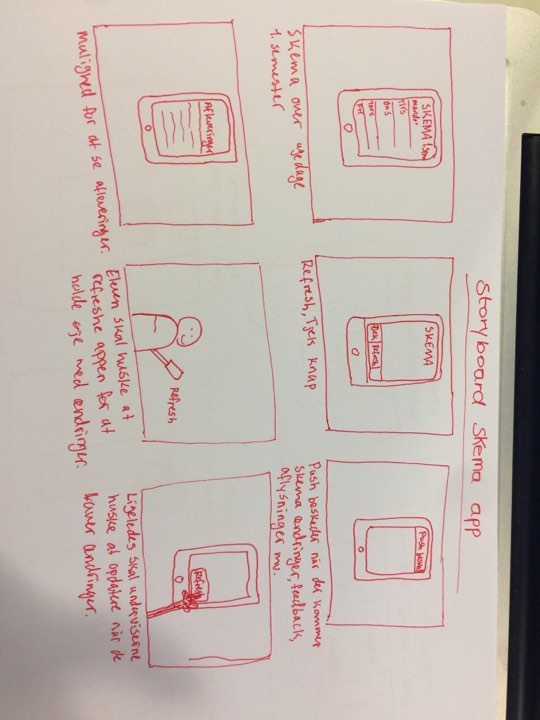 Storyboard Skema app
SKEMA 1.sem
mandag
TIRS
ons
tors
FRE
Skema over ugedage
1. semester
SKEMA
Tjek
Refresh
Refresh, Tjek knap
Push besked
Push beskeder når der kommer
skema ændringer, feedback,
aflysninger mv.
Afleveringer
Mulighed for at se afleveringer.
Refresh
Eleven skal huske at
refreshe appen for at
holde øje med ændringer.
Refresh
Ligeledes skal underviserne
huske at opdatere når de
laver ændringer.